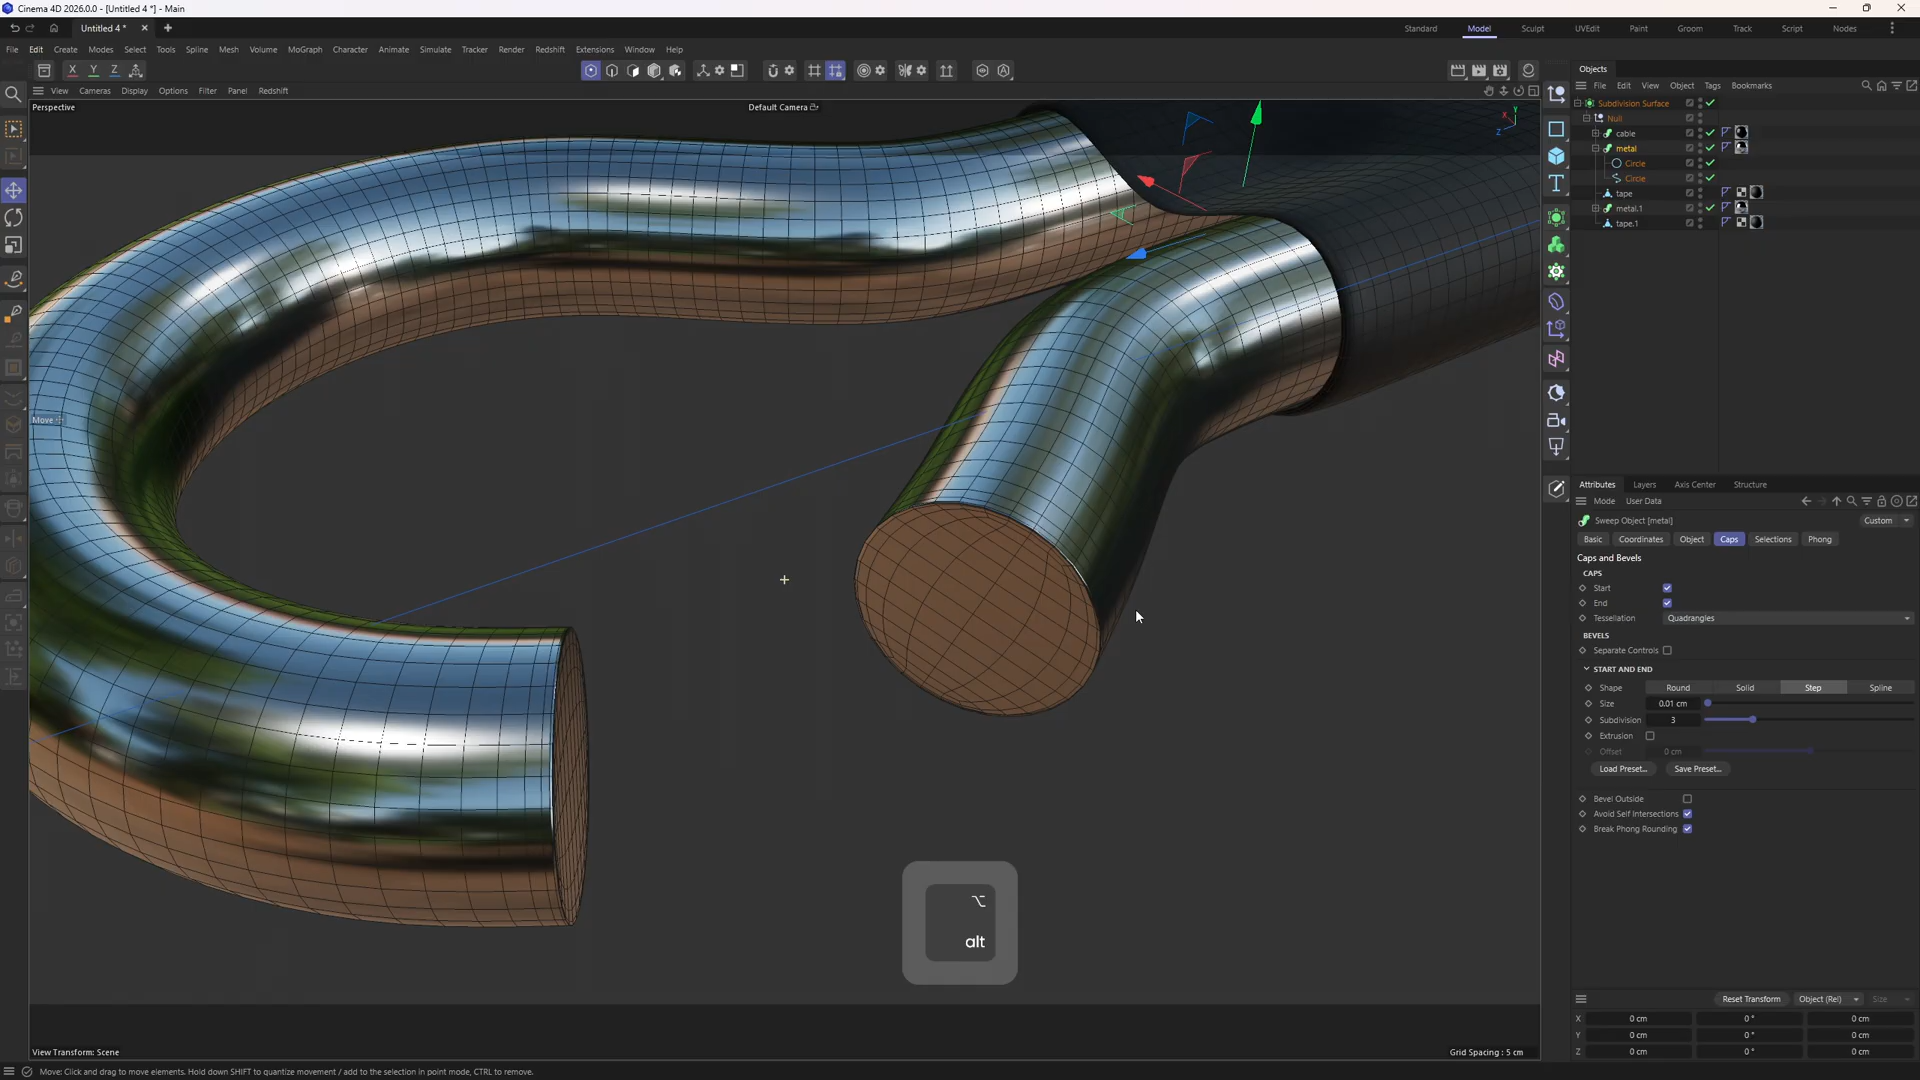 Cinema 4D 2026.0.0 - [Untitled 4 *] - Main
Untitled 4 *
Standard Model Sculpt UVEdit Paint Groom Track Script Nodes
File Edit Create Modes Select Tools Spline Mesh Volume MoGraph Character Animate Simulate Tracker Render Redshift Extensions Window Help
X Y Z
View Cameras Display Options Filter Panel Redshift
Perspective
Default Camera
Y
X
Z
Move
alt
View Transform: Scene
Grid Spacing : 5 cm
Move: Click and drag to move elements. Hold down SHIFT to quantize movement / add to the selection in point mode, CTRL to remove.
Objects
File Edit View Object Tags Bookmarks
Subdivision Surface
Null
cable
metal
Circle
Circle
tape
metal.1
tape.1
Attributes Layers Axis Center Structure
Mode User Data
Sweep Object [metal]
Custom
Basic Coordinates Object Caps Selections Phong
Caps and Bevels
CAPS
Start
End
Tessellation Quadrangles
BEVELS
Separate Controls
START AND END
Shape Round Solid Step Spline
Size 0.01 cm
Subdivision 3
Extrusion
Offset 0 cm
Load Preset... Save Preset...
Bevel Outside
Avoid Self Intersections
Break Phong Rounding
Reset Transform Object (Rel) Size
X 0 cm 0 ° 0 cm
Y 0 cm 0 ° 0 cm
Z 0 cm 0 ° 0 cm